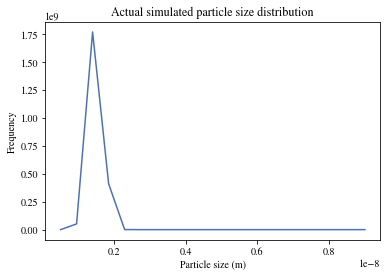 Actual simulated particle size distribution
1e9
1.75
1.50
1.25
1.00
0.75
0.50
0.25
0.00
Frequency
0.2 0.4 0.6 0.8
Particle size (m)
1e−8